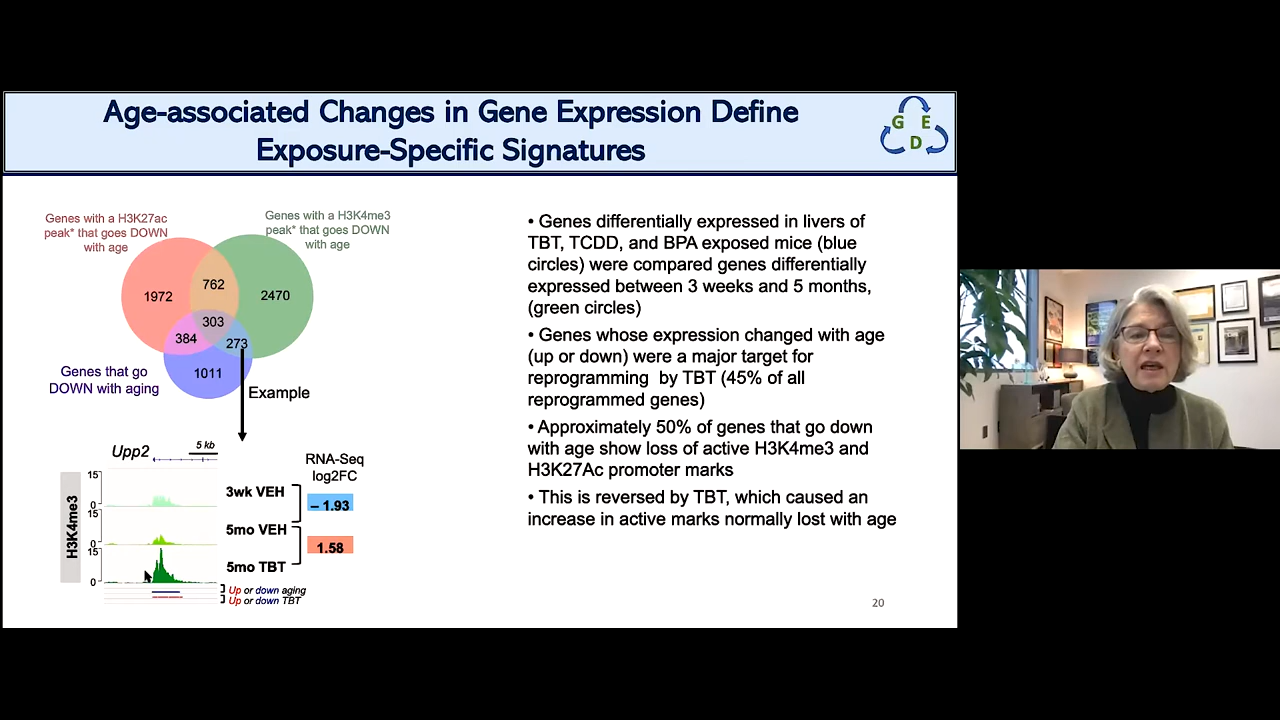 Age-associated Changes in Gene Expression Define
Exposure-Specific Signatures
G E
D
Genes with a H3K27ac
peak* that goes DOWN
with age
Genes with a H3K4me3
peak* that goes DOWN
with age
1972
762
2470
303
384
273
1011
Genes that go
DOWN with aging
Example
Upp2
5 kb
RNA-Seq
log2FC
H3K4me3
15
0
15
0
15
0
3wk VEH
5mo VEH
5mo TBT
– 1.93
1.58
Up or down aging
Up or down TBT
• Genes differentially expressed in livers of
TBT, TCDD, and BPA exposed mice (blue
circles) were compared genes differentially
expressed between 3 weeks and 5 months,
(green circles)
• Genes whose expression changed with age
(up or down) were a major target for
reprogramming by TBT (45% of all
reprogrammed genes)
• Approximately 50% of genes that go down
with age show loss of active H3K4me3 and
H3K27Ac promoter marks
• This is reversed by TBT, which caused an
increase in active marks normally lost with age
20